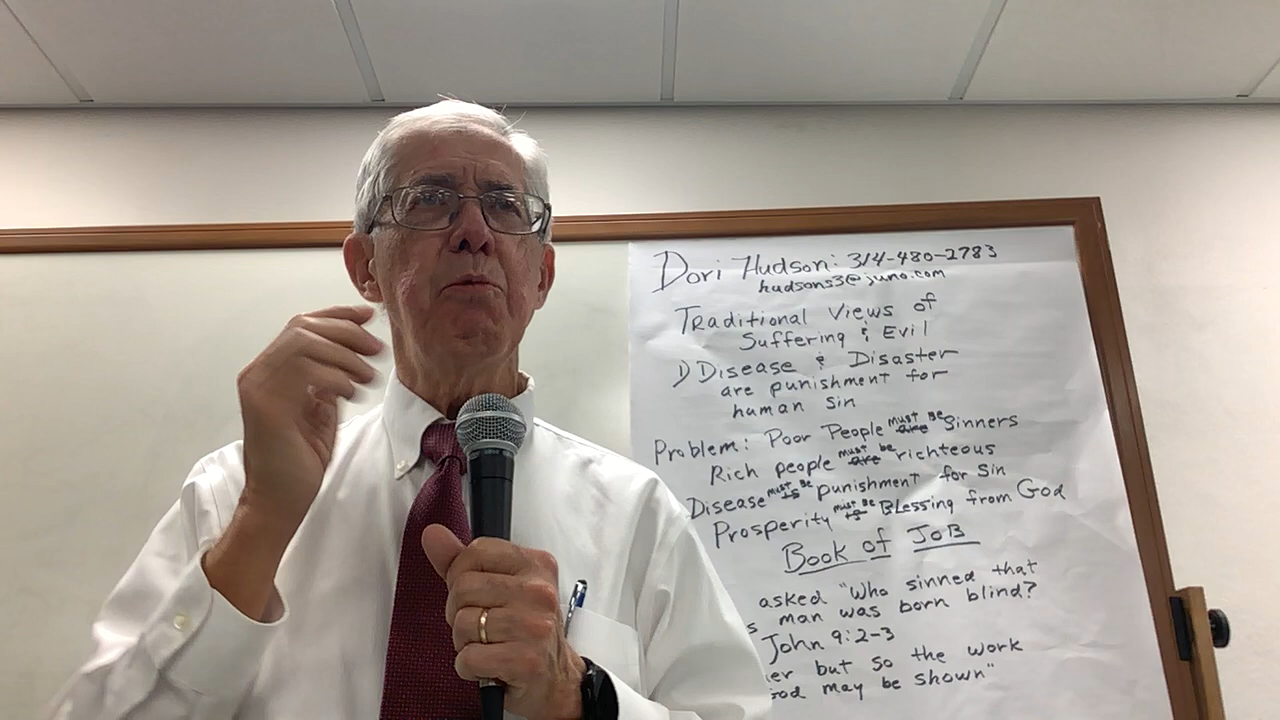 Dori Hudson: 314-480-2783
hudsons3@juno.com
Traditional Views of
Suffering & Evil
1) Disease & Disaster
are punishment for
human sin
Problem: Poor People must be are Sinners
Rich people must be are richteous
Disease must be is punishment for Sin
Prosperity must be is Blessing from God
Book of JoB
asked "Who sinned that
s man was born blind?
John 9:2-3
er but so the work
God may be shown"